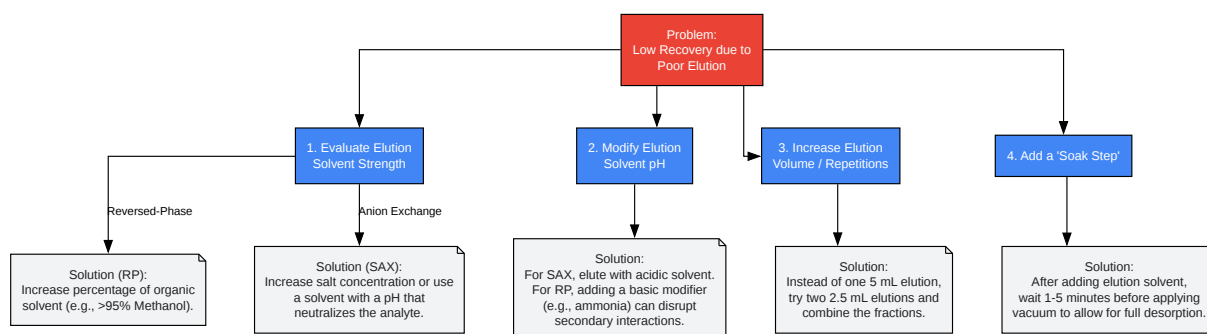 Problem:
Low Recovery due to
Poor Elution
1. Evaluate Elution
Solvent Strength
2. Modify Elution
Solvent pH
3. Increase Elution
Volume / Repetitions
4. Add a 'Soak Step'
Reversed-Phase
Anion Exchange
Solution (RP):
Increase percentage of organic
solvent (e.g., >95% Methanol).
Solution (SAX):
Increase salt concentration or use
a solvent with a pH that
neutralizes the analyte.
Solution:
For SAX, elute with acidic solvent.
For RP, adding a basic modifier
(e.g., ammonia) can disrupt
secondary interactions.
Solution:
Instead of one 5 mL elution,
try two 2.5 mL elutions and
combine the fractions.
Solution:
After adding elution solvent,
wait 1-5 minutes before applying
vacuum to allow for full desorption.